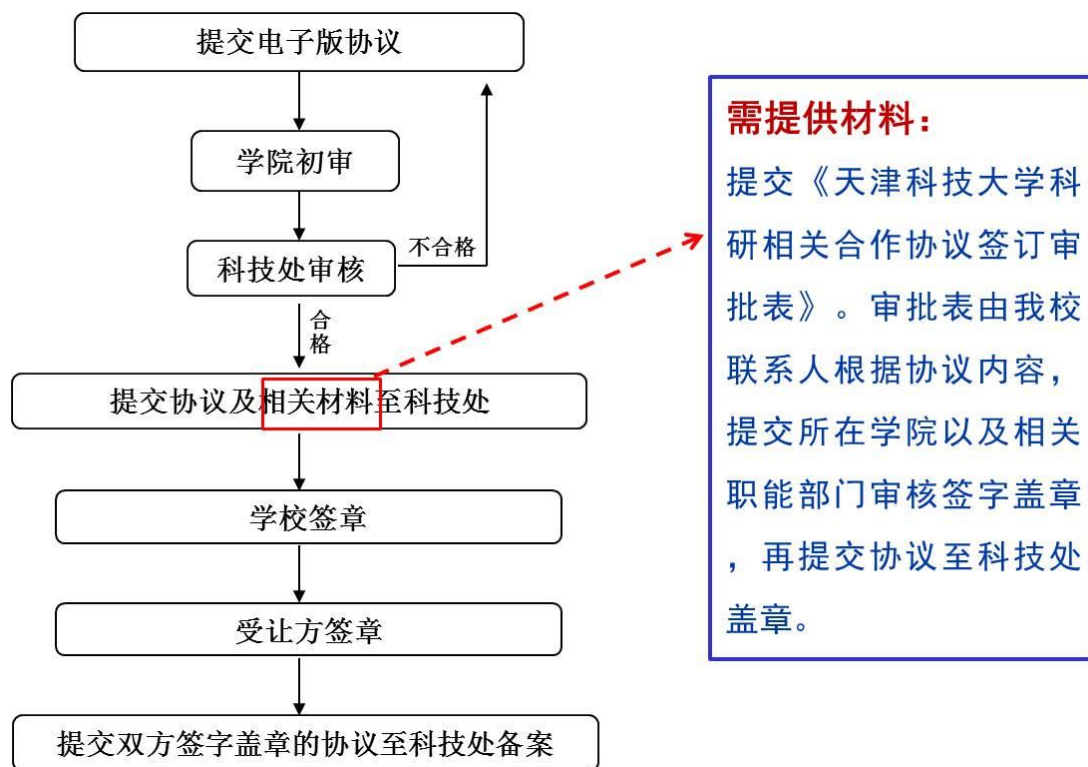 提交电子版协议
学院初审
科技处审核
不合格
合
格
提交协议及相关材料至科技处
学校签章
受让方签章
提交双方签字盖章的协议至科技处备案
需提供材料：
提交《天津科技大学科
研相关合作协议签订审
批表》。审批表由我校
联系人根据协议内容，
提交所在学院以及相关
职能部门审核签字盖章
，再提交协议至科技处
盖章。